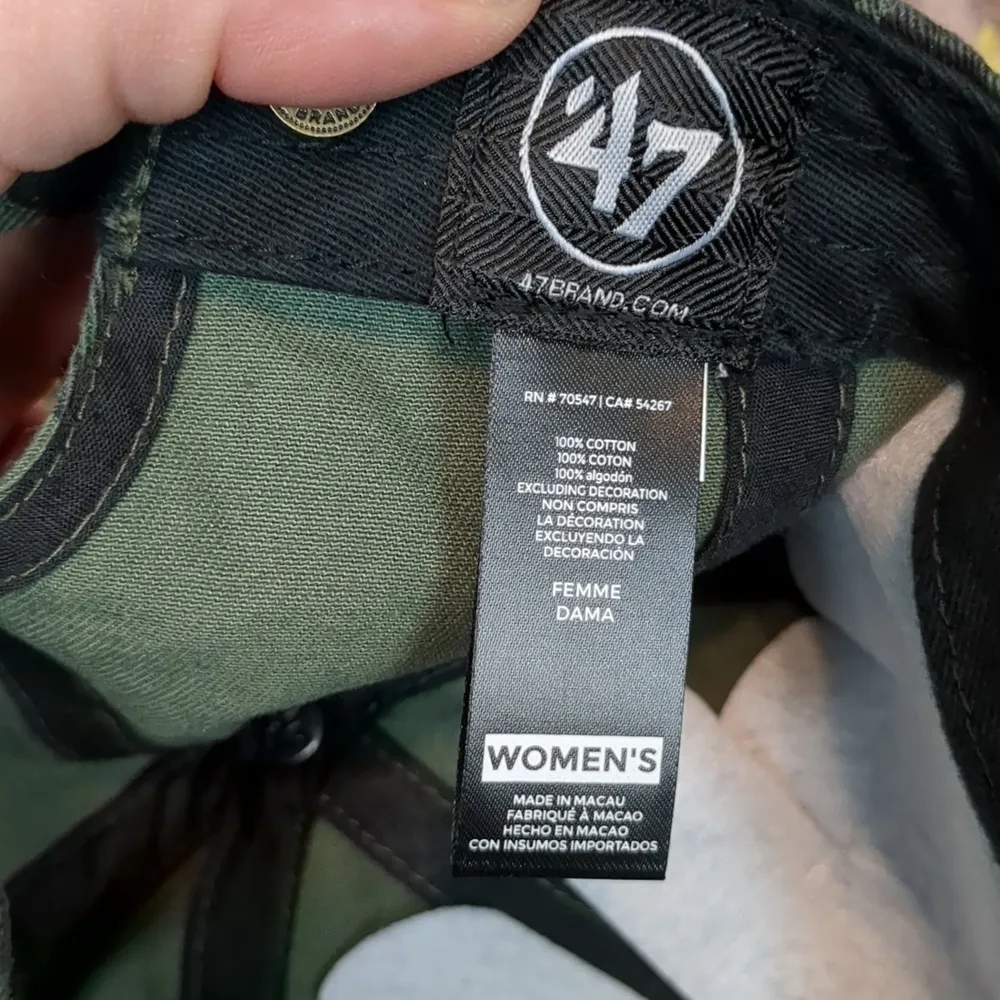 BRAND
'47
47BRAND.COM
RN # 70547 | CA# 54267
100% COTTON
100% COTON
100% algodón
EXCLUDING DECORATION
NON COMPRIS
LA DÉCORATION
EXCLUYENDO LA
DECORACIÓN
FEMME
DAMA
WOMEN'S
MADE IN MACAU
FABRIQUÉ À MACAO
HECHO EN MACAO
CON INSUMOS IMPORTADOS